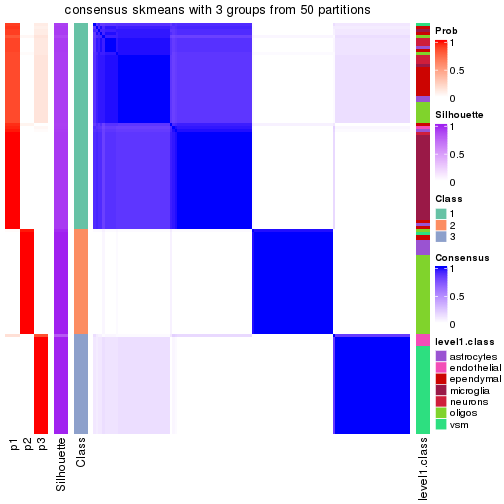 consensus skmeans with 3 groups from 50 partitions
Prob
1
0.5
0
Silhouette
1
0.5
0
Class
1
2
3
Consensus
1
0.5
0
level1.class
astrocytes
endothelial
ependymal
microglia
neurons
oligos
vsm
p1
p2
p3
Silhouette
Class
level1.class